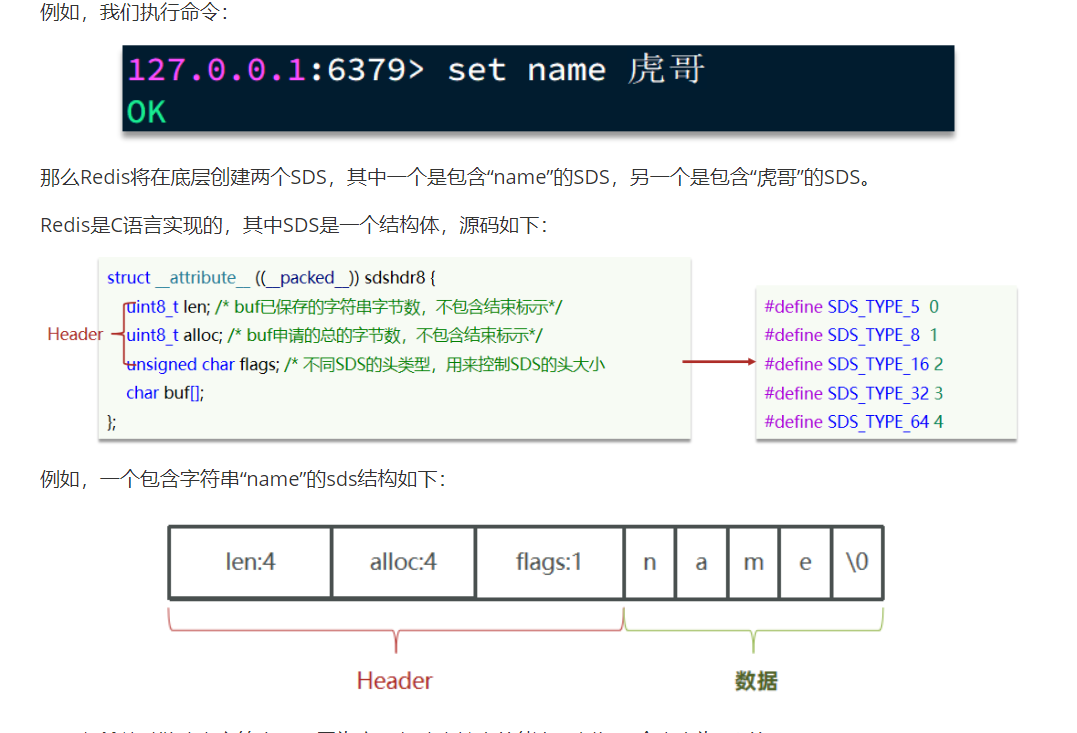 例如，我们执行命令：
127.0.0.1:6379> set name 虎哥
OK
那么Redis将在底层创建两个SDS，其中一个是包含“name”的SDS，另一个是包含“虎哥”的SDS。
Redis是C语言实现的，其中SDS是一个结构体，源码如下：
struct __attribute__ ((__packed__)) sdshdr8 {
uint8_t len; /* buf已保存的字符串字节数，不包含结束标示*/
uint8_t alloc; /* buf申请的总的字节数，不包含结束标示*/
unsigned char flags; /* 不同SDS的头类型，用来控制SDS的头大小
char buf[];
};
Header
#define SDS_TYPE_5 0
#define SDS_TYPE_8 1
#define SDS_TYPE_16 2
#define SDS_TYPE_32 3
#define SDS_TYPE_64 4
例如，一个包含字符串“name”的sds结构如下：
len:4 alloc:4 flags:1 n a m e \0
Header 数据